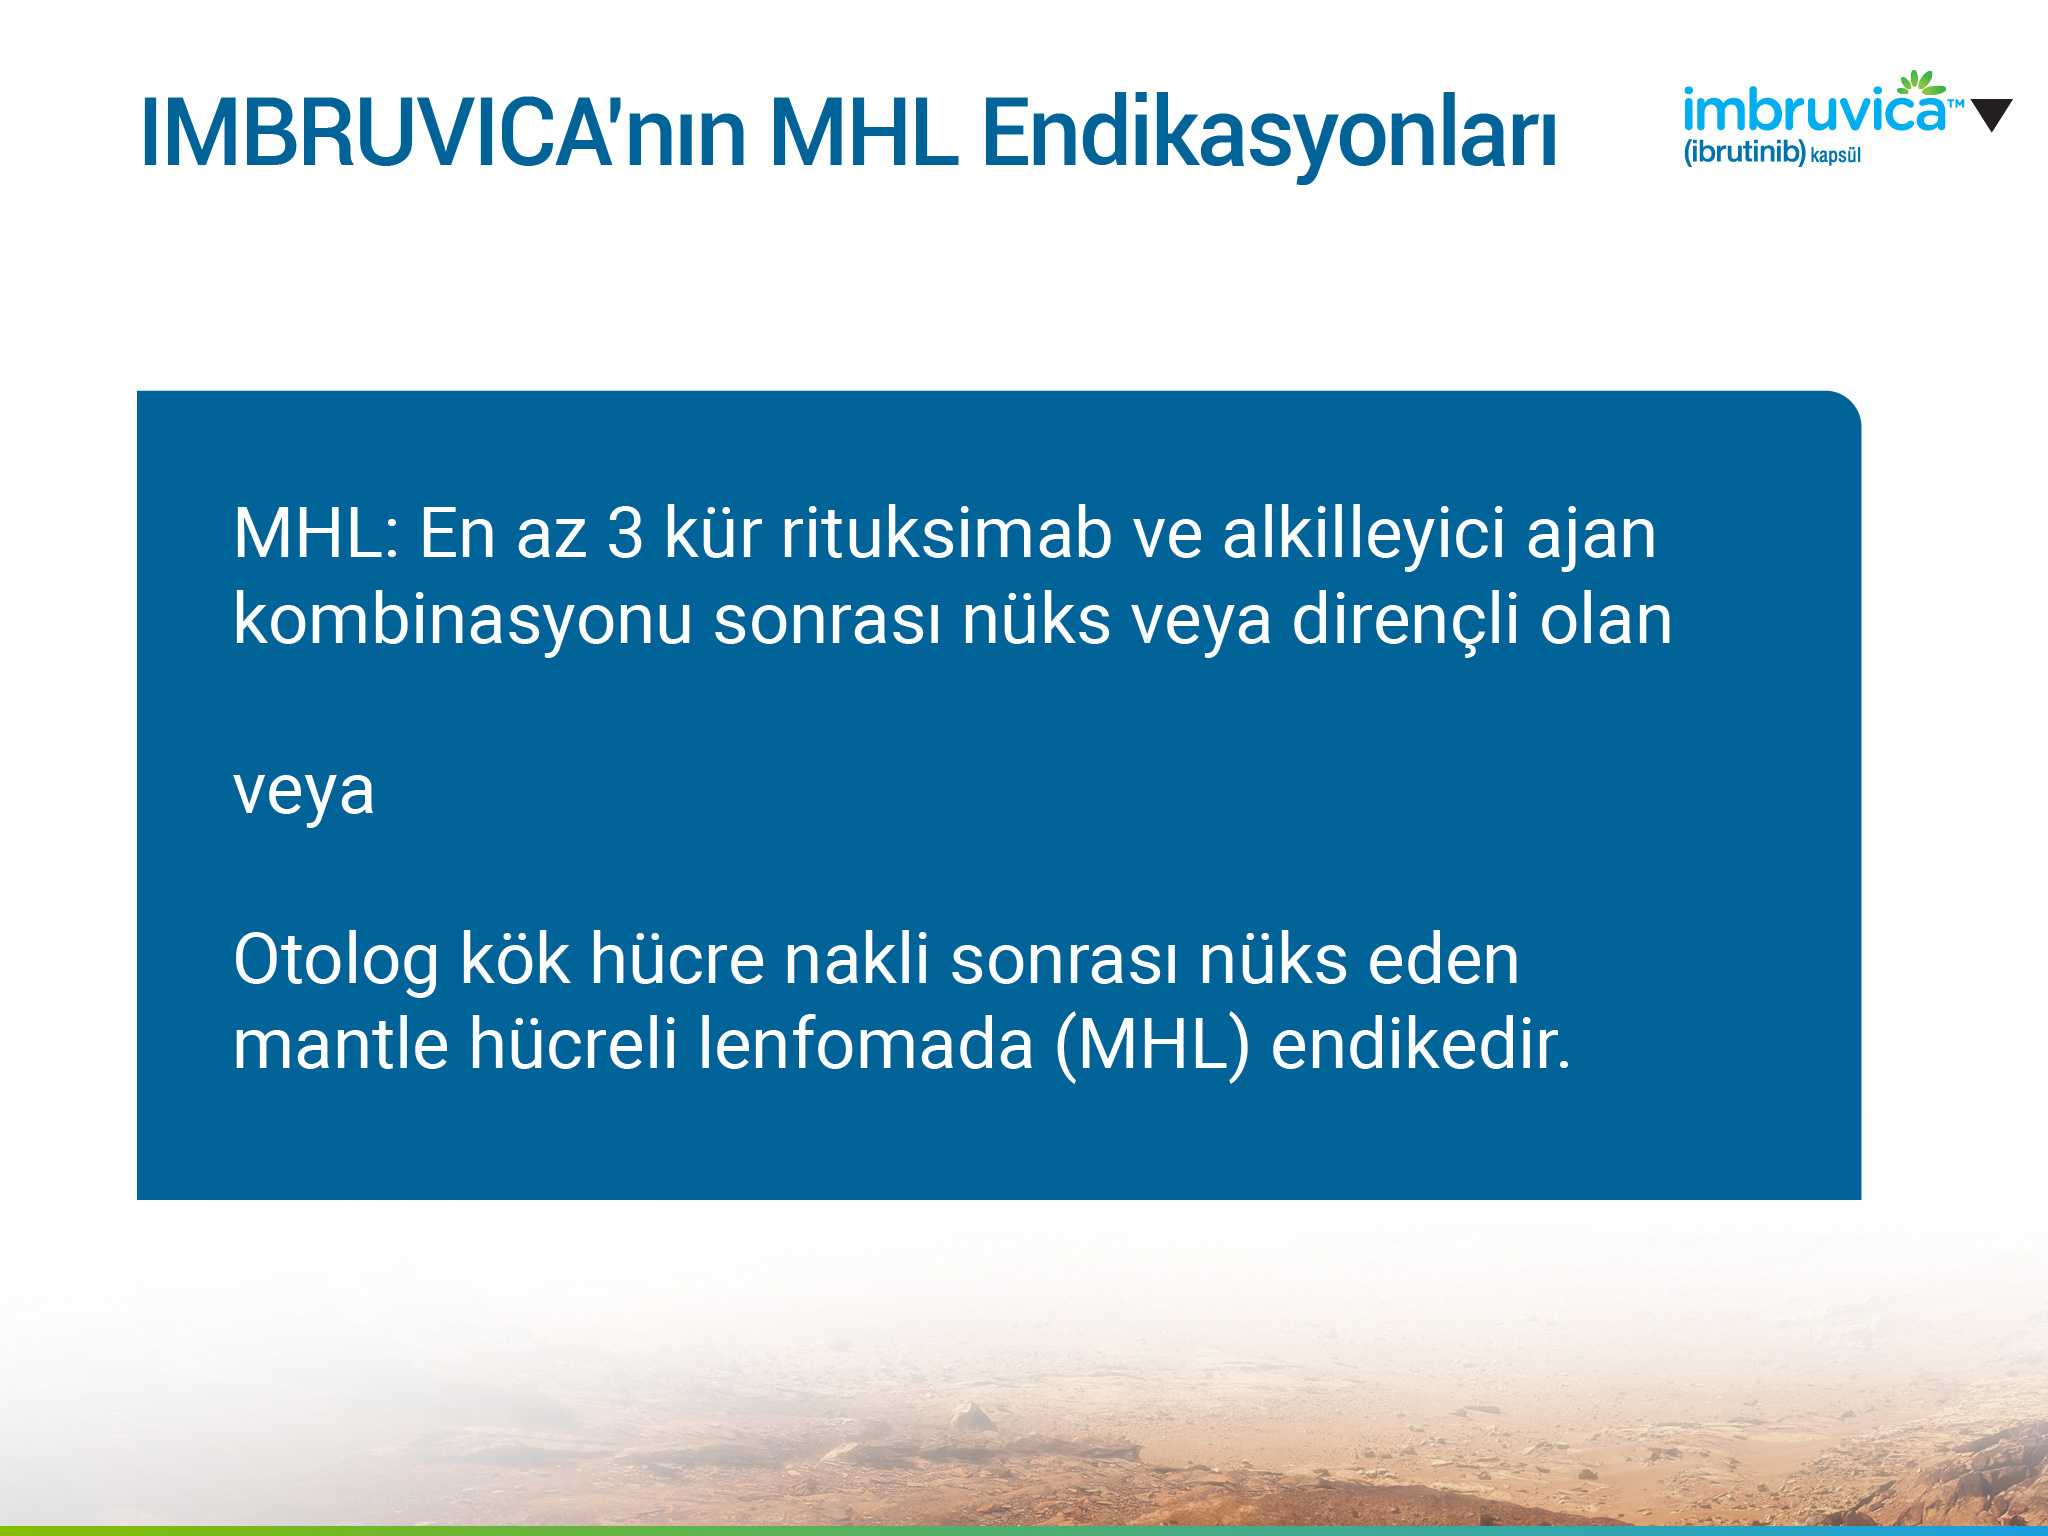 IMBRUVICA'nın MHL Endikasyonları
imbruvica™
(ibrutinib) kapsül
MHL: En az 3 kür rituksimab ve alkilleyici ajan
kombinasyonu sonrası nüks veya dirençli olan
veya
Otolog kök hücre nakli sonrası nüks eden
mantle hücreli lenfomada (MHL) endikedir.